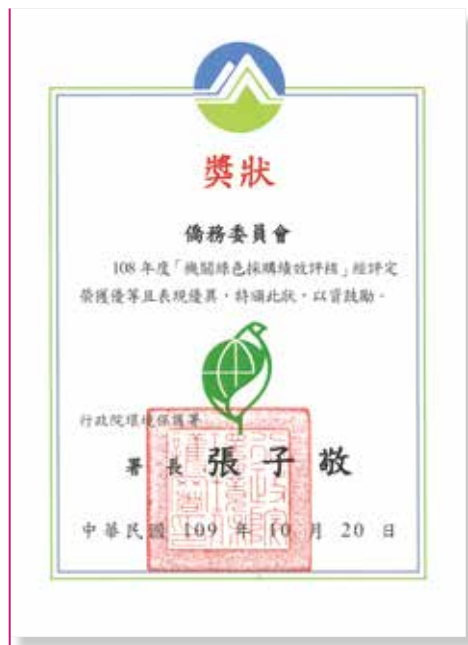 獎狀
僑務委員會
108 年度「機關綠色採購績效評核」經評定
榮獲優等且表現優異，特頒此狀，以資鼓勵。
行政院環境保護署
署 長 張 子 敬
中 華 民 國 109 年 10 月 20 日